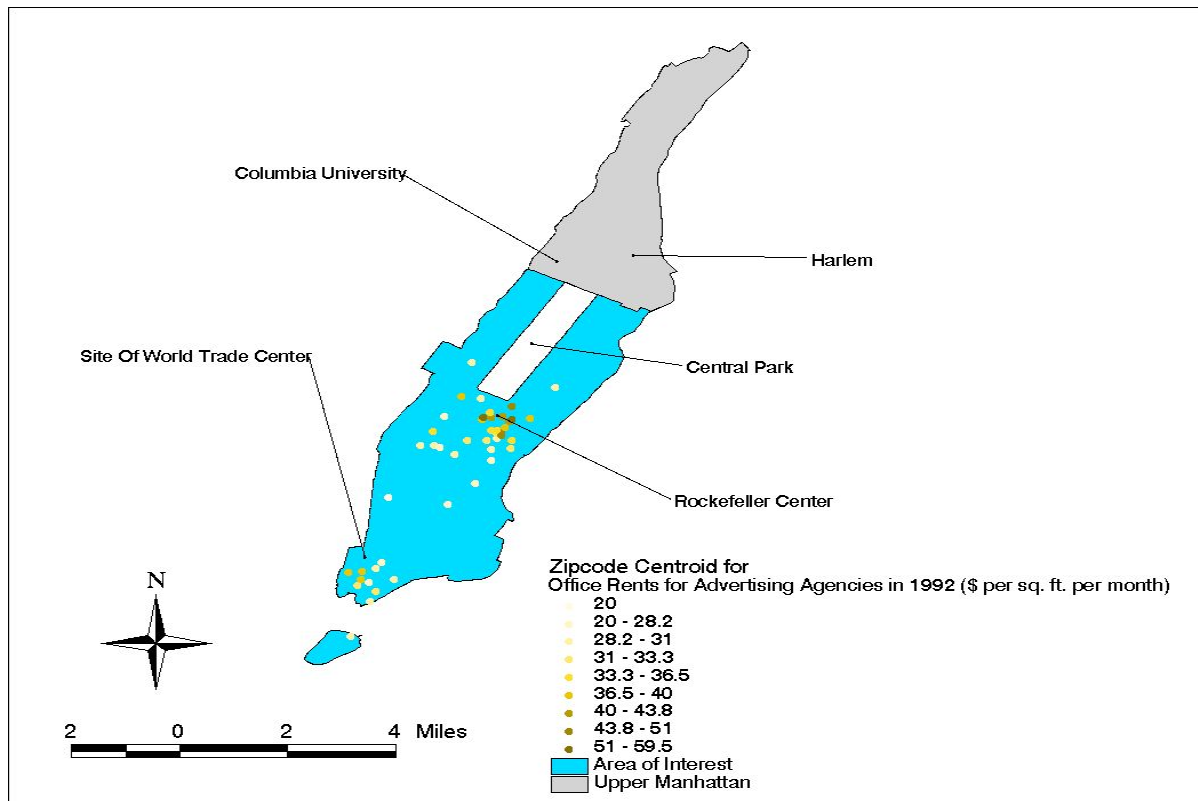 Columbia University
Harlem
Site Of World Trade Center
Central Park
Rockefeller Center
N
2 0 2 4 Miles
Zipcode Centroid for
Office Rents for Advertising Agencies in 1992 ($ per sq. ft. per month)
20
20 - 28.2
28.2 - 31
31 - 33.3
33.3 - 36.5
36.5 - 40
40 - 43.8
43.8 - 51
51 - 59.5
Area of Interest
Upper Manhattan